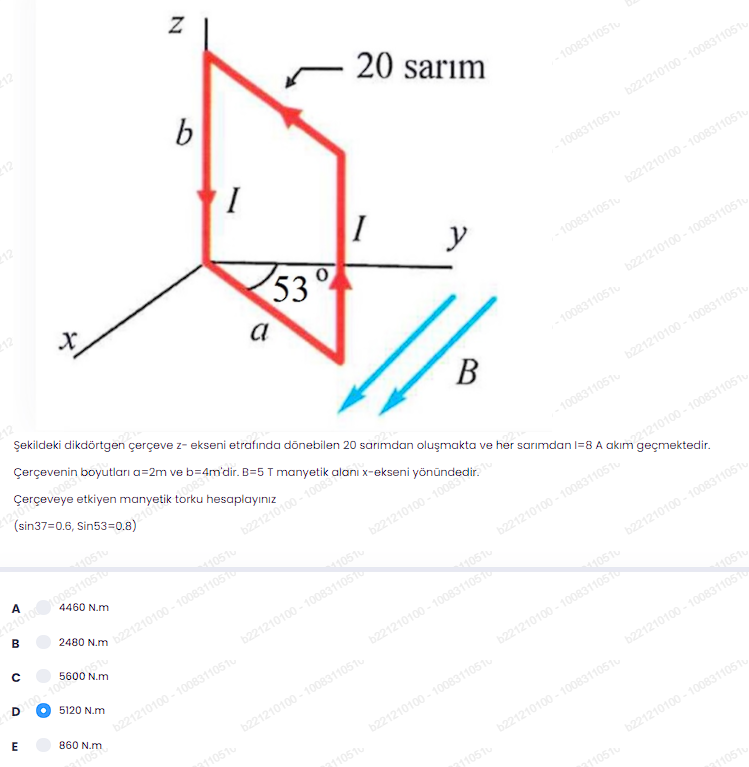 z
20 sarım
b
I
I
y
53°
a
x
B
Şekildeki dikdörtgen çerçeve z- ekseni etrafında dönebilen 20 sarımdan oluşmakta ve her sarımdan I=8 A akım geçmektedir.
Çerçevenin boyutları a=2m ve b=4m'dir. B=5 T manyetik alanı x-ekseni yönündedir.
Çerçeveye etkiyen manyetik torku hesaplayınız
(sin37=0.6, Sin53=0.8)
A 4460 N.m
B 2480 N.m
C 5600 N.m
D 5120 N.m
E 860 N.m